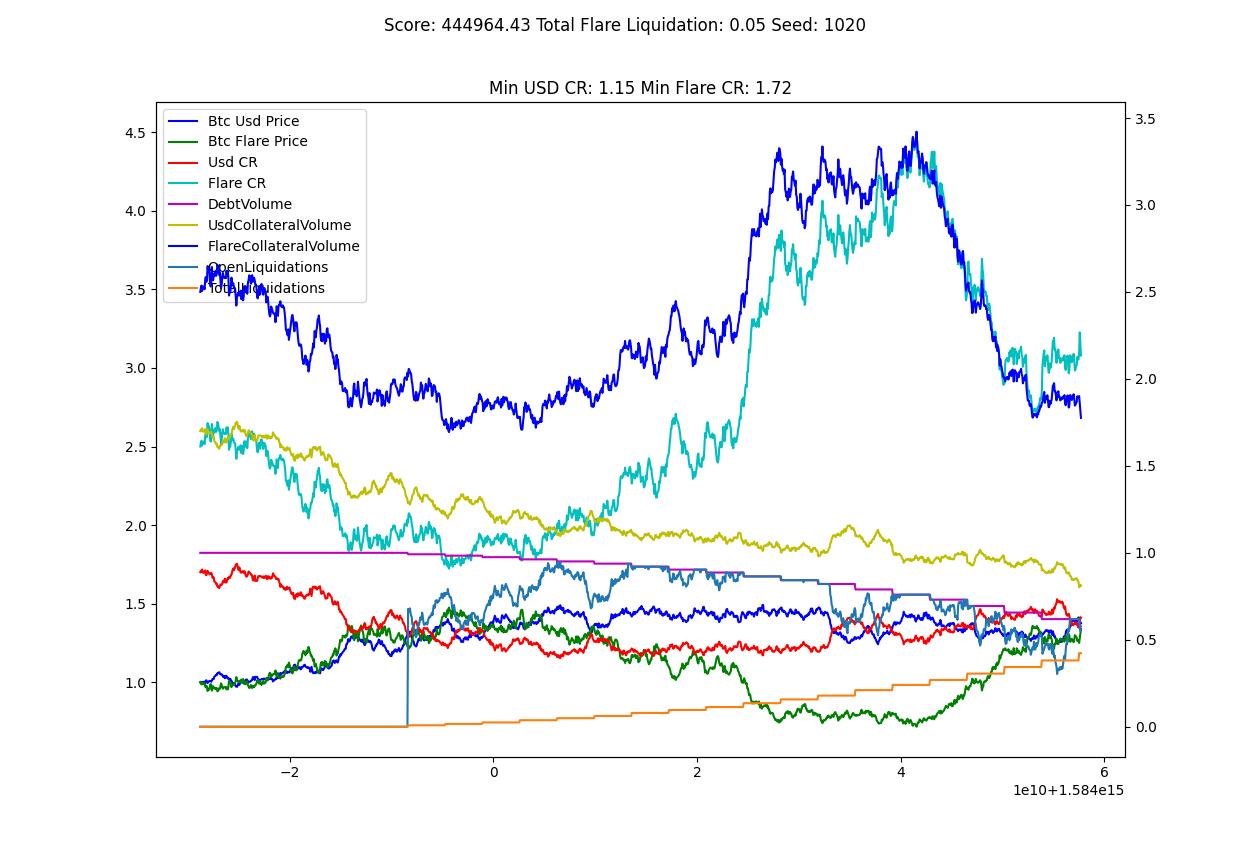 Score: 444964.43 Total Flare Liquidation: 0.05 Seed: 1020
Min USD CR: 1.15 Min Flare CR: 1.72
Btc Usd Price
Btc Flare Price
Usd CR
Flare CR
DebtVolume
UsdCollateralVolume
FlareCollateralVolume
OpenLiquidations
TotalLiquidations
4.5
4.0
3.5
3.0
2.5
2.0
1.5
1.0
3.5
3.0
2.5
2.0
1.5
1.0
0.5
0.0
−2
0
2
4
6
1e10+1.584e15